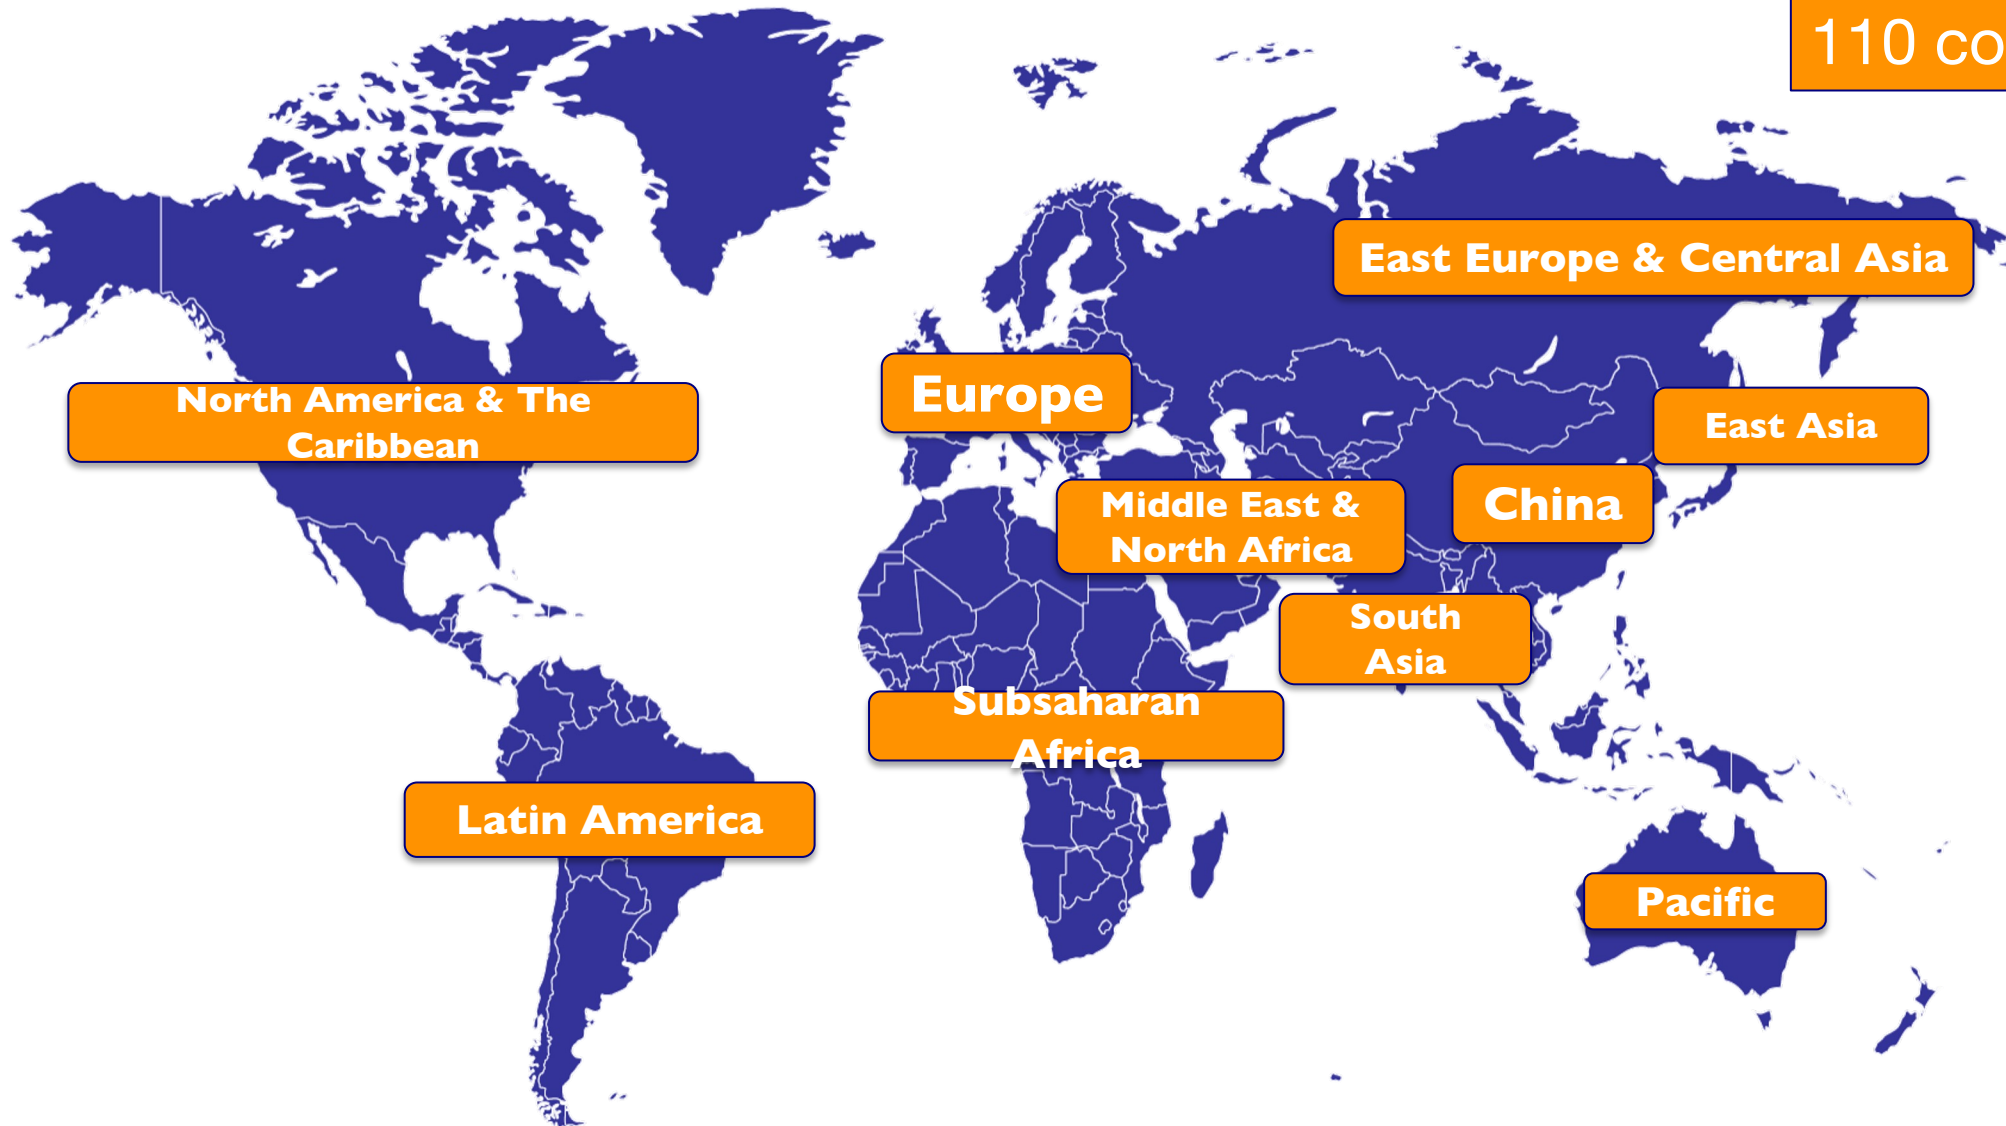 110 co
East Europe & Central Asia
Europe
North America & The
Caribbean
East Asia
China
Middle East &
North Africa
South
Asia
Subsaharan
Africa
Latin America
Pacific